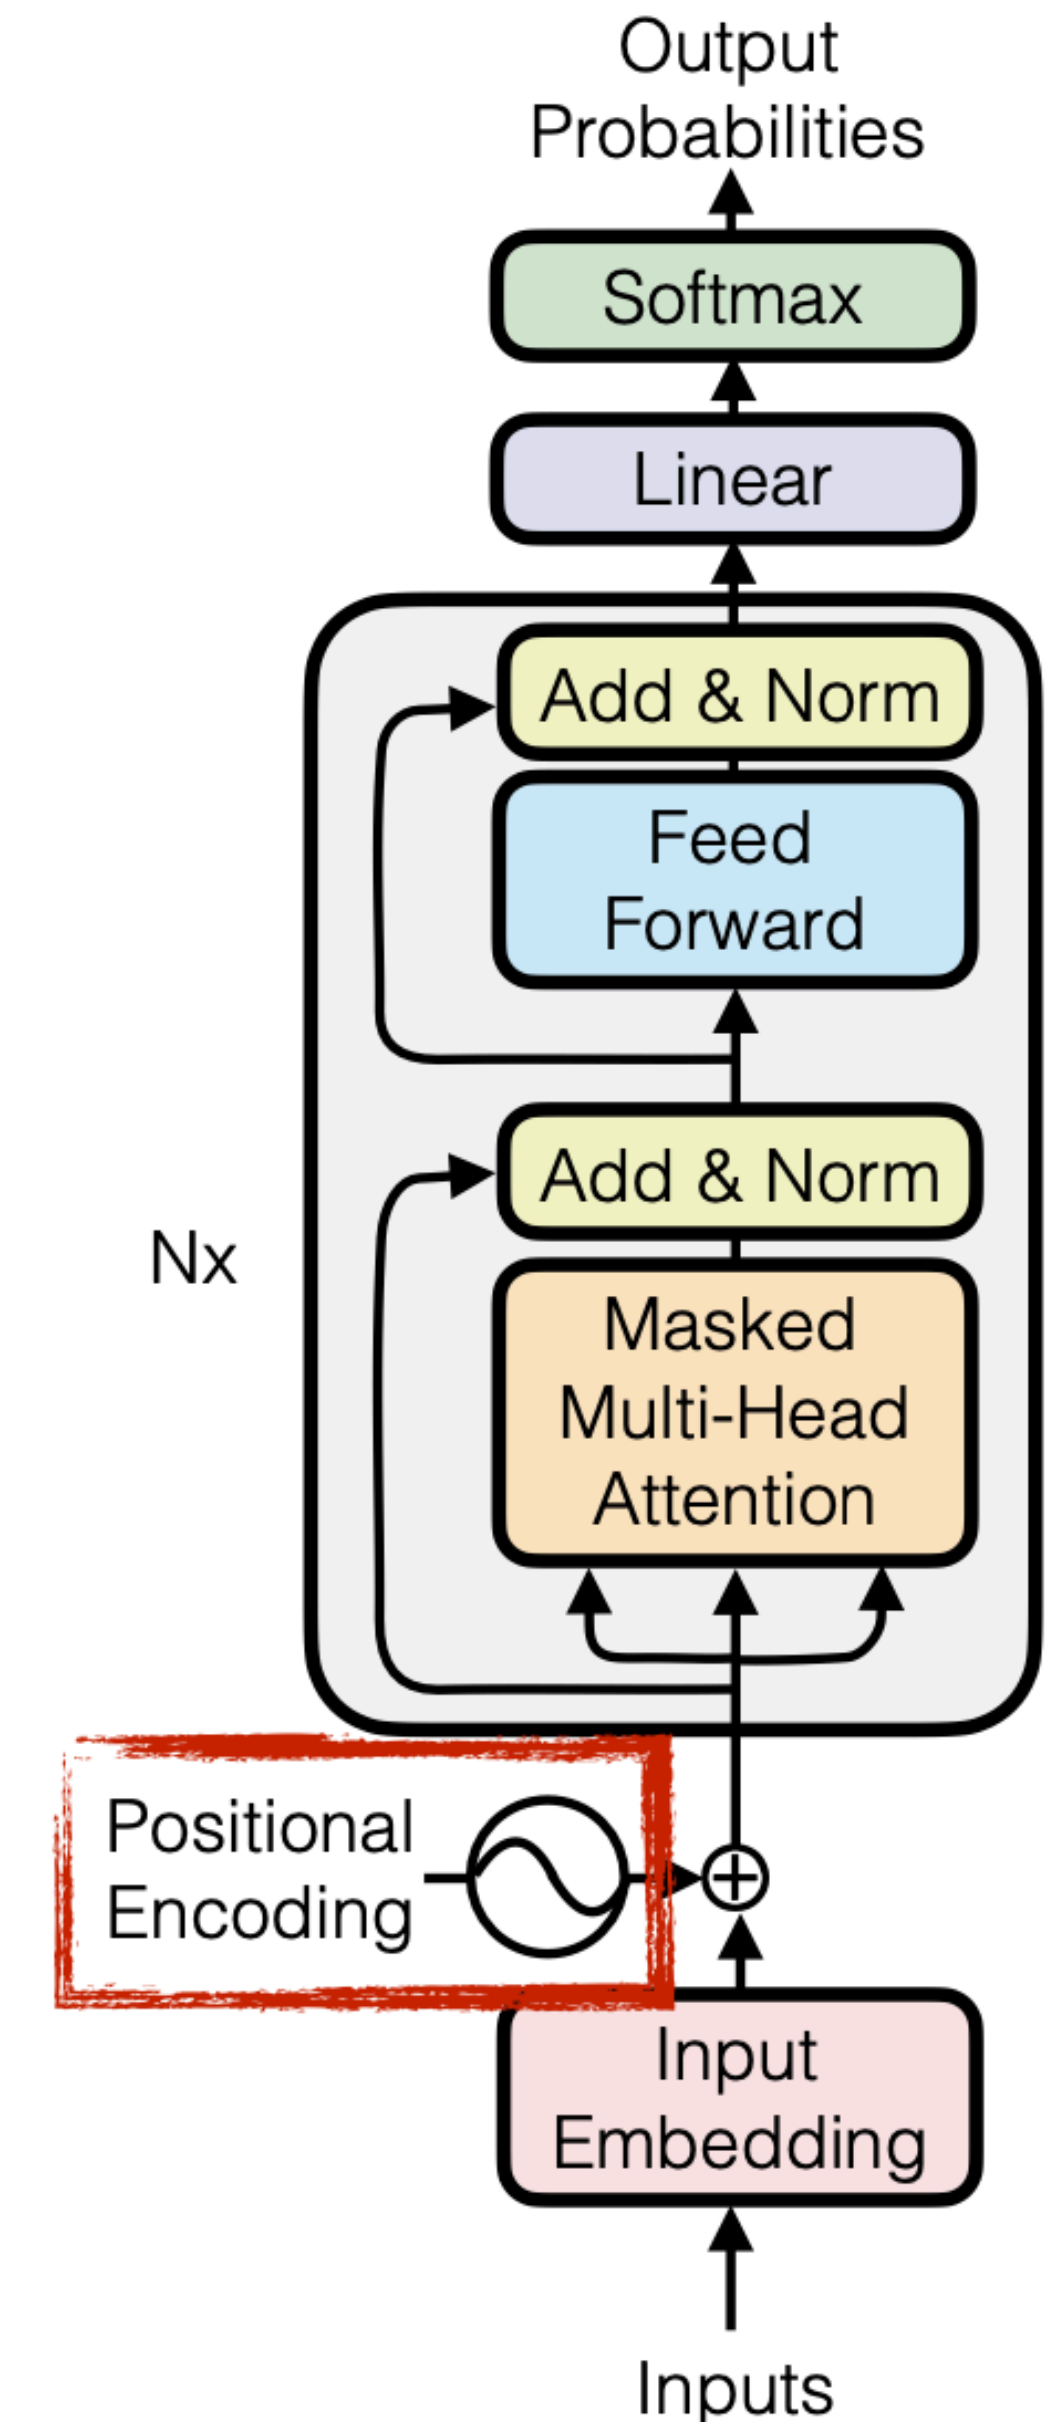 Output
Probabilities
Softmax
Linear
Add & Norm
Feed
Forward
Add & Norm
Nx
Masked
Multi-Head
Attention
Positional
Encoding
Input
Embedding
Inputs